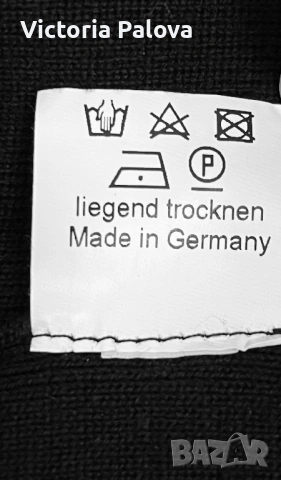 Victoria Palova
P
liegend trocknen
Made in Germany
BAZAR